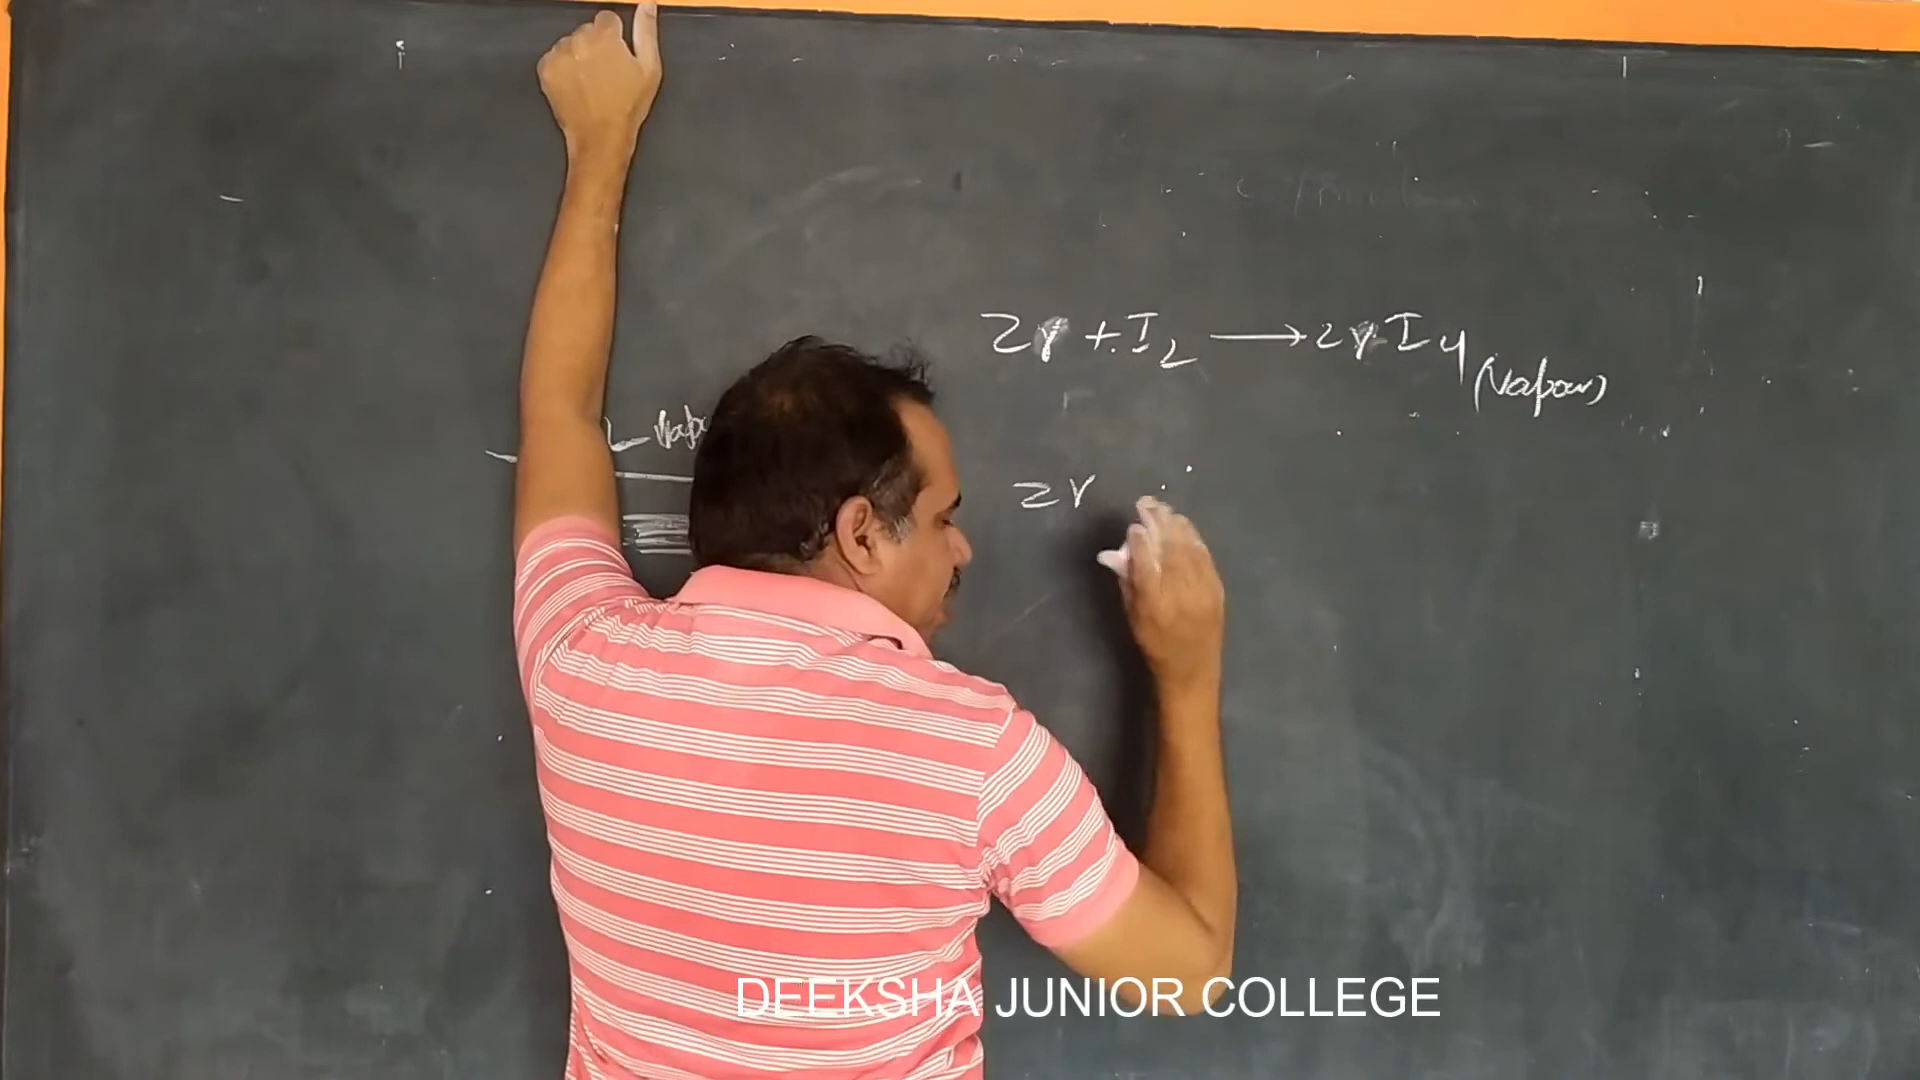 Zr + I₂ ⟶ ZrI₄ (Vapour)
Zr
DEEKSHA JUNIOR COLLEGE